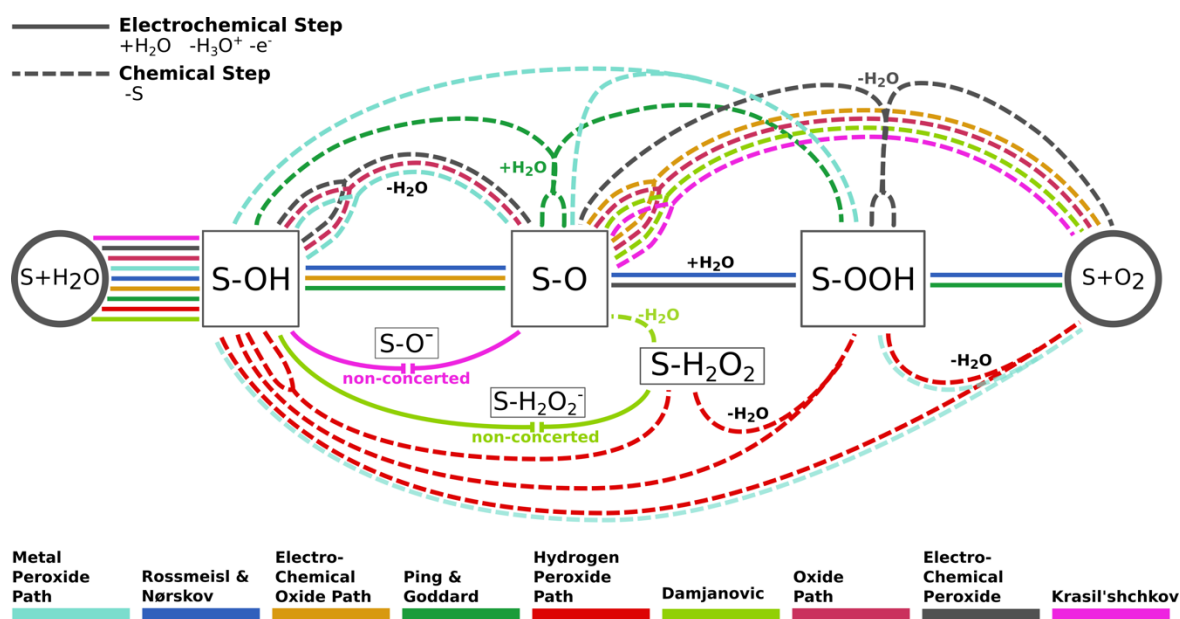 Electrochemical Step
+H₂O -H₃O⁺ -e⁻
Chemical Step
-S
-H₂O
+H₂O
-H₂O
S+H₂O
S-OH
S-O
+H₂O
S-OOH
S+O₂
S-O⁻
non-concerted
-H₂O
S-H₂O₂
S-H₂O₂⁻
non-concerted
-H₂O
-H₂O
Metal
Peroxide
Path
Rossmeisl &
Nørskov
Electro-
Chemical
Oxide Path
Ping &
Goddard
Hydrogen
Peroxide
Path
Damjanovic
Oxide
Path
Electro-
Chemical
Peroxide
Krasil'shchkov